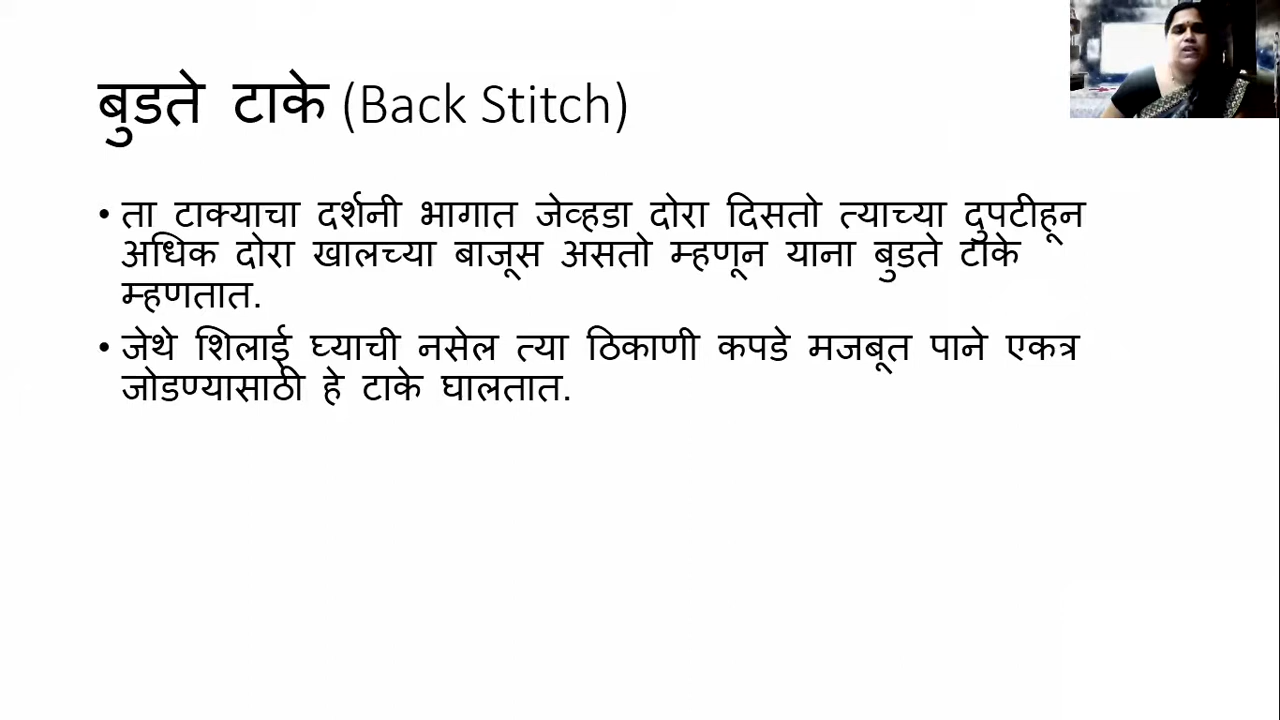 बुडते टाके (Back Stitch)
• ता टाक्याचा दर्शनी भागात जेव्हडा दोरा दिसतो त्याच्या दुपटीहून
अधिक दोरा खालच्या बाजूस असतो म्हणून याना बुडते टाके
म्हणतात.
• जेथे शिलाई घ्याची नसेल त्या ठिकाणी कपडे मजबूत पाने एकत्र
जोडण्यासाठी हे टाके घालतात.